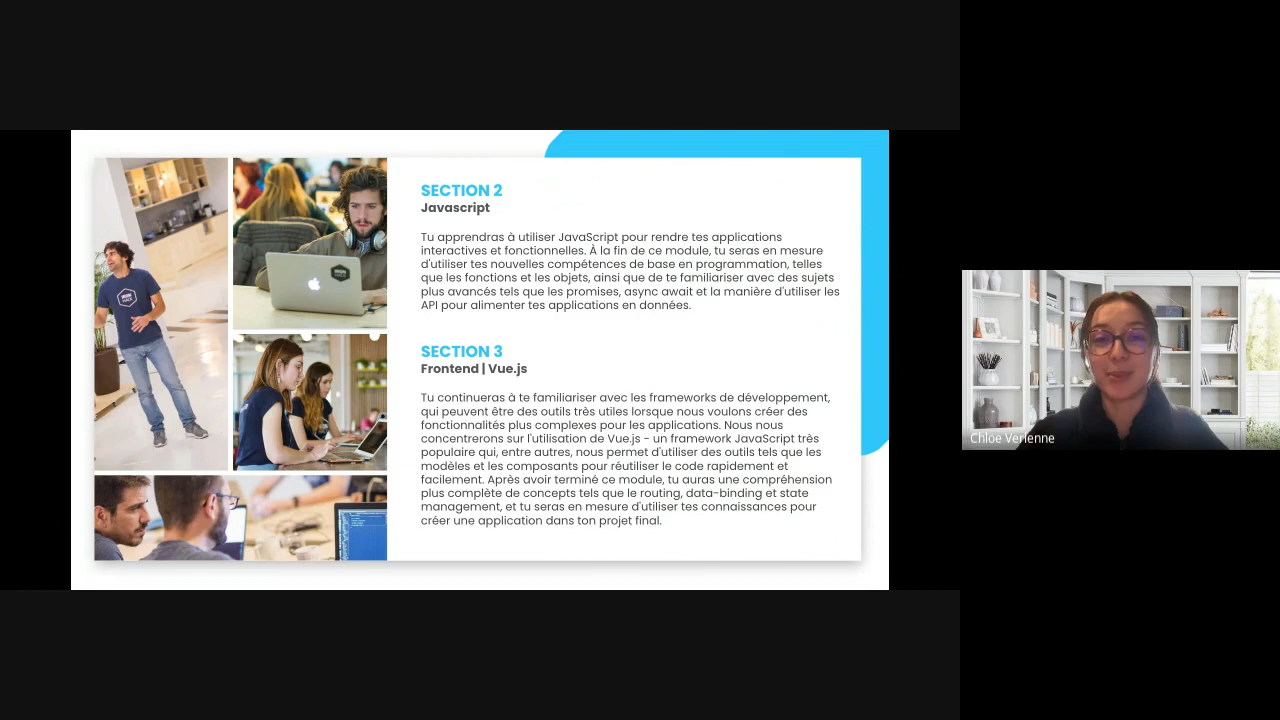 SECTION 2
Javascript
Tu apprendras à utiliser JavaScript pour rendre tes applications
interactives et fonctionnelles. À la fin de ce module, tu seras en mesure
d'utiliser tes nouvelles compétences de base en programmation, telles
que les fonctions et les objets, ainsi que de te familiariser avec des sujets
plus avancés tels que les promises, async await et la manière d'utiliser les
API pour alimenter tes applications en données.
SECTION 3
Frontend | Vue.js
Tu continueras à te familiariser avec les frameworks de développement,
qui peuvent être des outils très utiles lorsque nous voulons créer des
fonctionnalités plus complexes pour les applications. Nous nous
concentrerons sur l'utilisation de Vue.js - un framework JavaScript très
populaire qui, entre autres, nous permet d'utiliser des outils tels que les
modèles et les composants pour réutiliser le code rapidement et
facilement. Après avoir terminé ce module, tu auras une compréhension
plus complète de concepts tels que le routing, data-binding et state
management, et tu seras en mesure d'utiliser tes connaissances pour
créer une application dans ton projet final.
Chloe Verienne